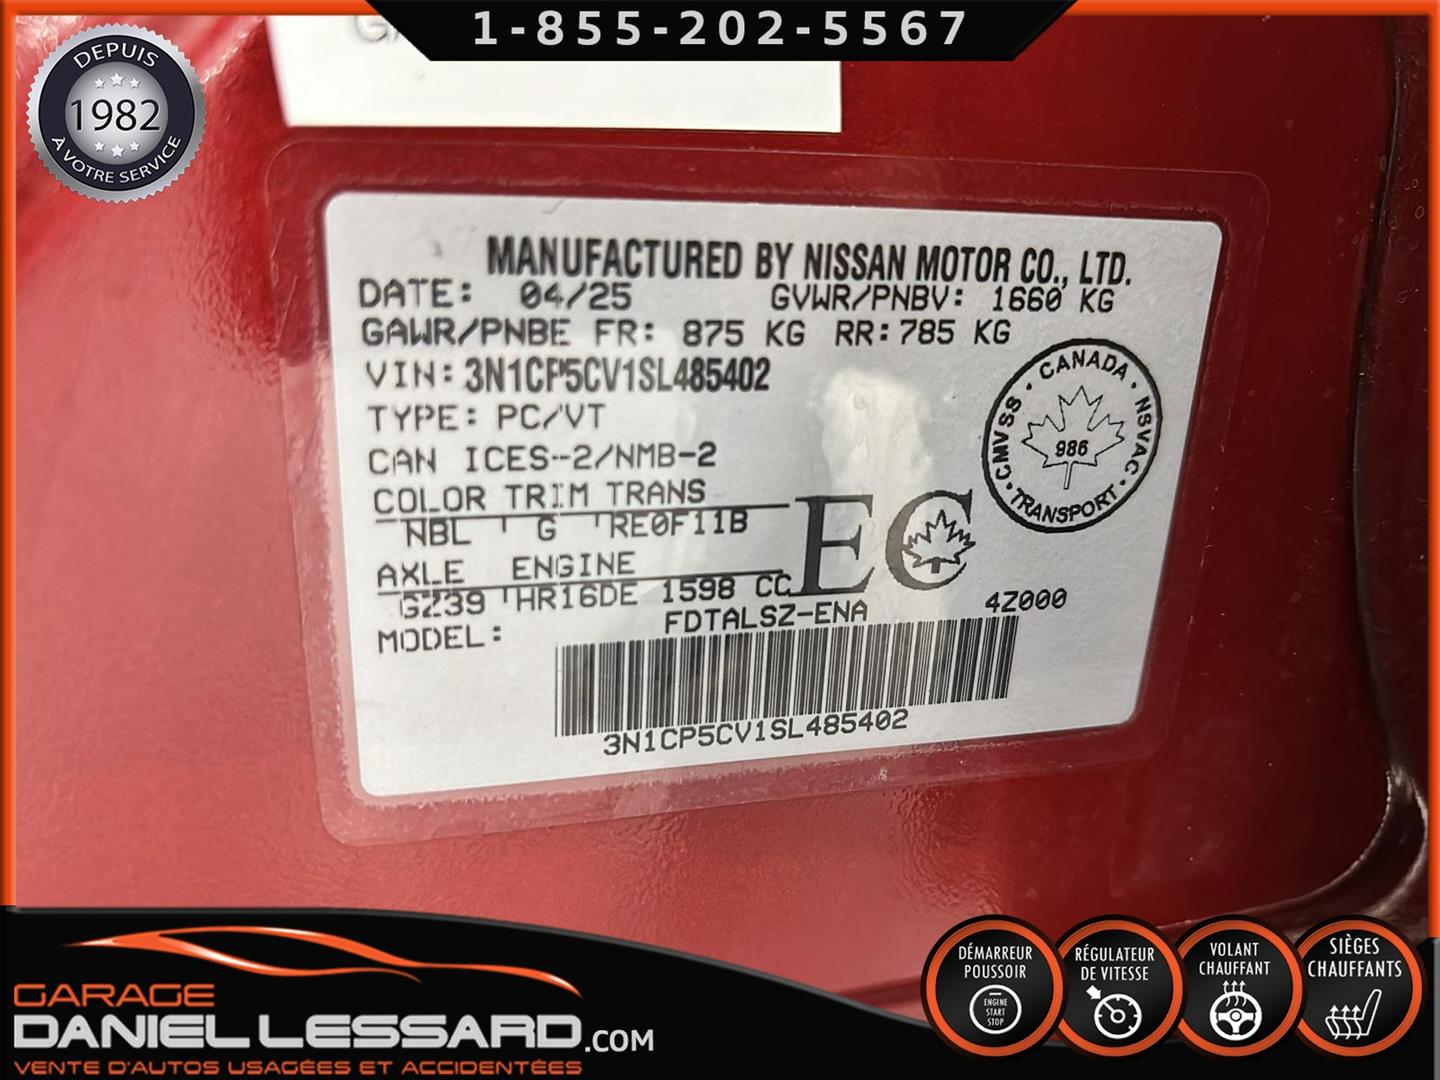 1-855-202-5567
DEPUIS
1982
À VOTRE SERVICE
MANUFACTURED BY NISSAN MOTOR CO., LTD.
DATE: 04/25 GVWR/PNBV: 1660 KG
GAWR/PNBE FR: 875 KG RR: 785 KG
VIN: 3N1CP5CV1SL485402
TYPE: PC/VT
CAN ICES-2/NMB-2
COLOR TRIM TRANS
NBL G RE0F11B
AXLE ENGINE
GZ39 HR16DE 1598 CC
MODEL: FDTALSZ-ENA 4Z000
3N1CP5CV1SL485402
EC
CANADA
CMVSS · NSVAC
986
TRANSPORT
GARAGE
DANIEL LESSARD.COM
VENTE D'AUTOS USAGÉES ET ACCIDENTÉES
DÉMARREUR
POUSSOIR
ENGINE
START
STOP
RÉGULATEUR
DE VITESSE
VOLANT
CHAUFFANT
SIÈGES
CHAUFFANTS